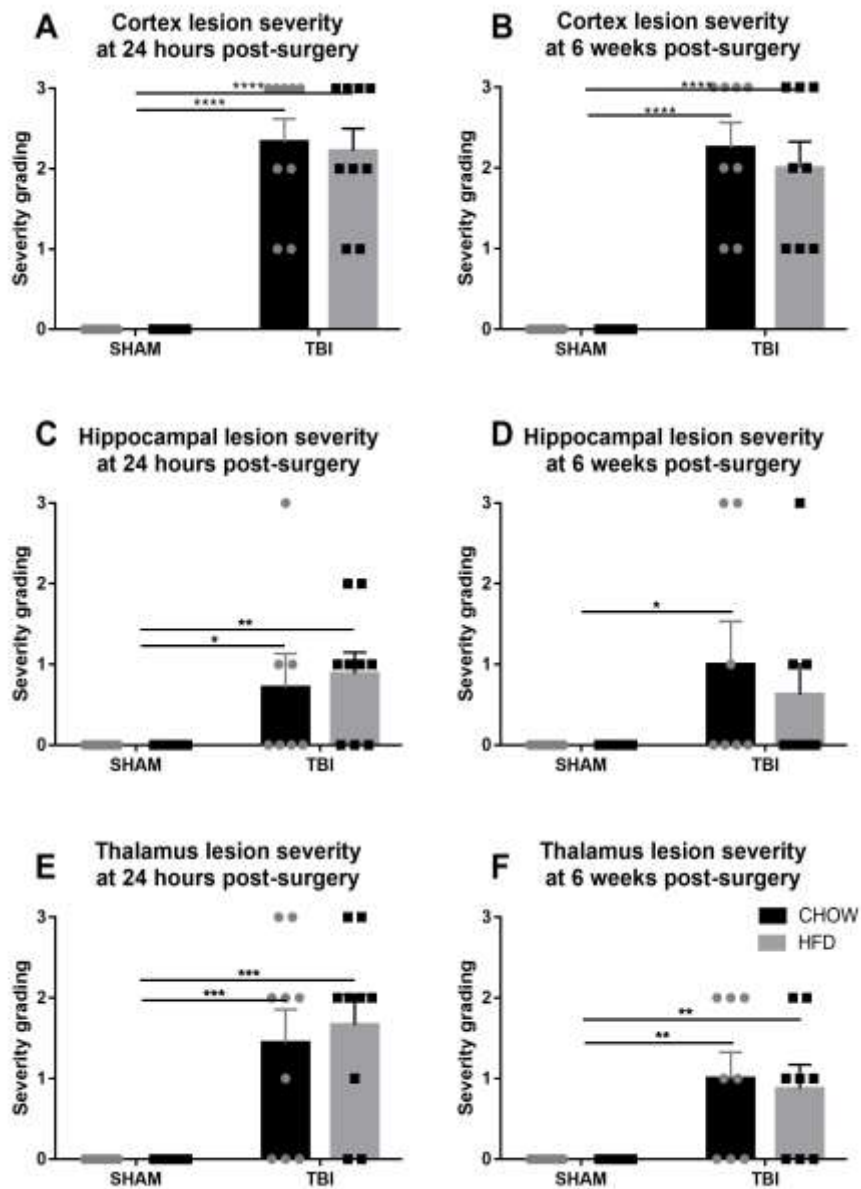 A
Cortex lesion severity
at 24 hours post-surgery
Severity grading
3
2
1
0
****
****
SHAM
TBI
B
Cortex lesion severity
at 6 weeks post-surgery
Severity grading
3
2
1
0
****
****
SHAM
TBI
C
Hippocampal lesion severity
at 24 hours post-surgery
Severity grading
3
2
1
0
**
*
SHAM
TBI
D
Hippocampal lesion severity
at 6 weeks post-surgery
Severity grading
3
2
1
0
*
SHAM
TBI
E
Thalamus lesion severity
at 24 hours post-surgery
Severity grading
3
2
1
0
***
***
SHAM
TBI
F
Thalamus lesion severity
at 6 weeks post-surgery
CHOW
HFD
Severity grading
3
2
1
0
**
**
SHAM
TBI